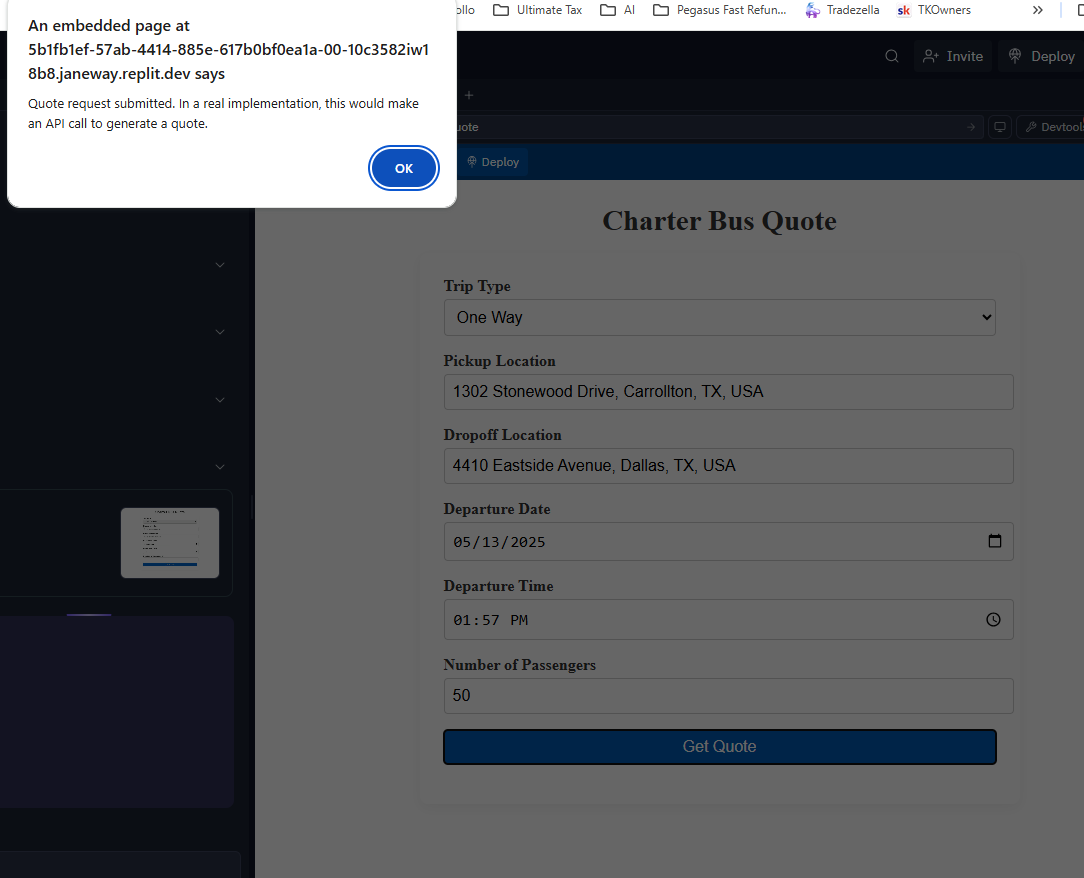 An embedded page at
5b1fb1ef-57ab-4414-885e-617b0bf0ea1a-00-10c3582iw1
8b8.janeway.replit.dev says
Quote request submitted. In a real implementation, this would make
an API call to generate a quote.
OK
ollo
Ultimate Tax
AI
Pegasus Fast Refun...
Tradezella
sk TKOwners
Invite
Deploy
uote
Devtools
Deploy
Charter Bus Quote
Trip Type
One Way
Pickup Location
1302 Stonewood Drive, Carrollton, TX, USA
Dropoff Location
4410 Eastside Avenue, Dallas, TX, USA
Departure Date
05/13/2025
Departure Time
01:57 PM
Number of Passengers
50
Get Quote